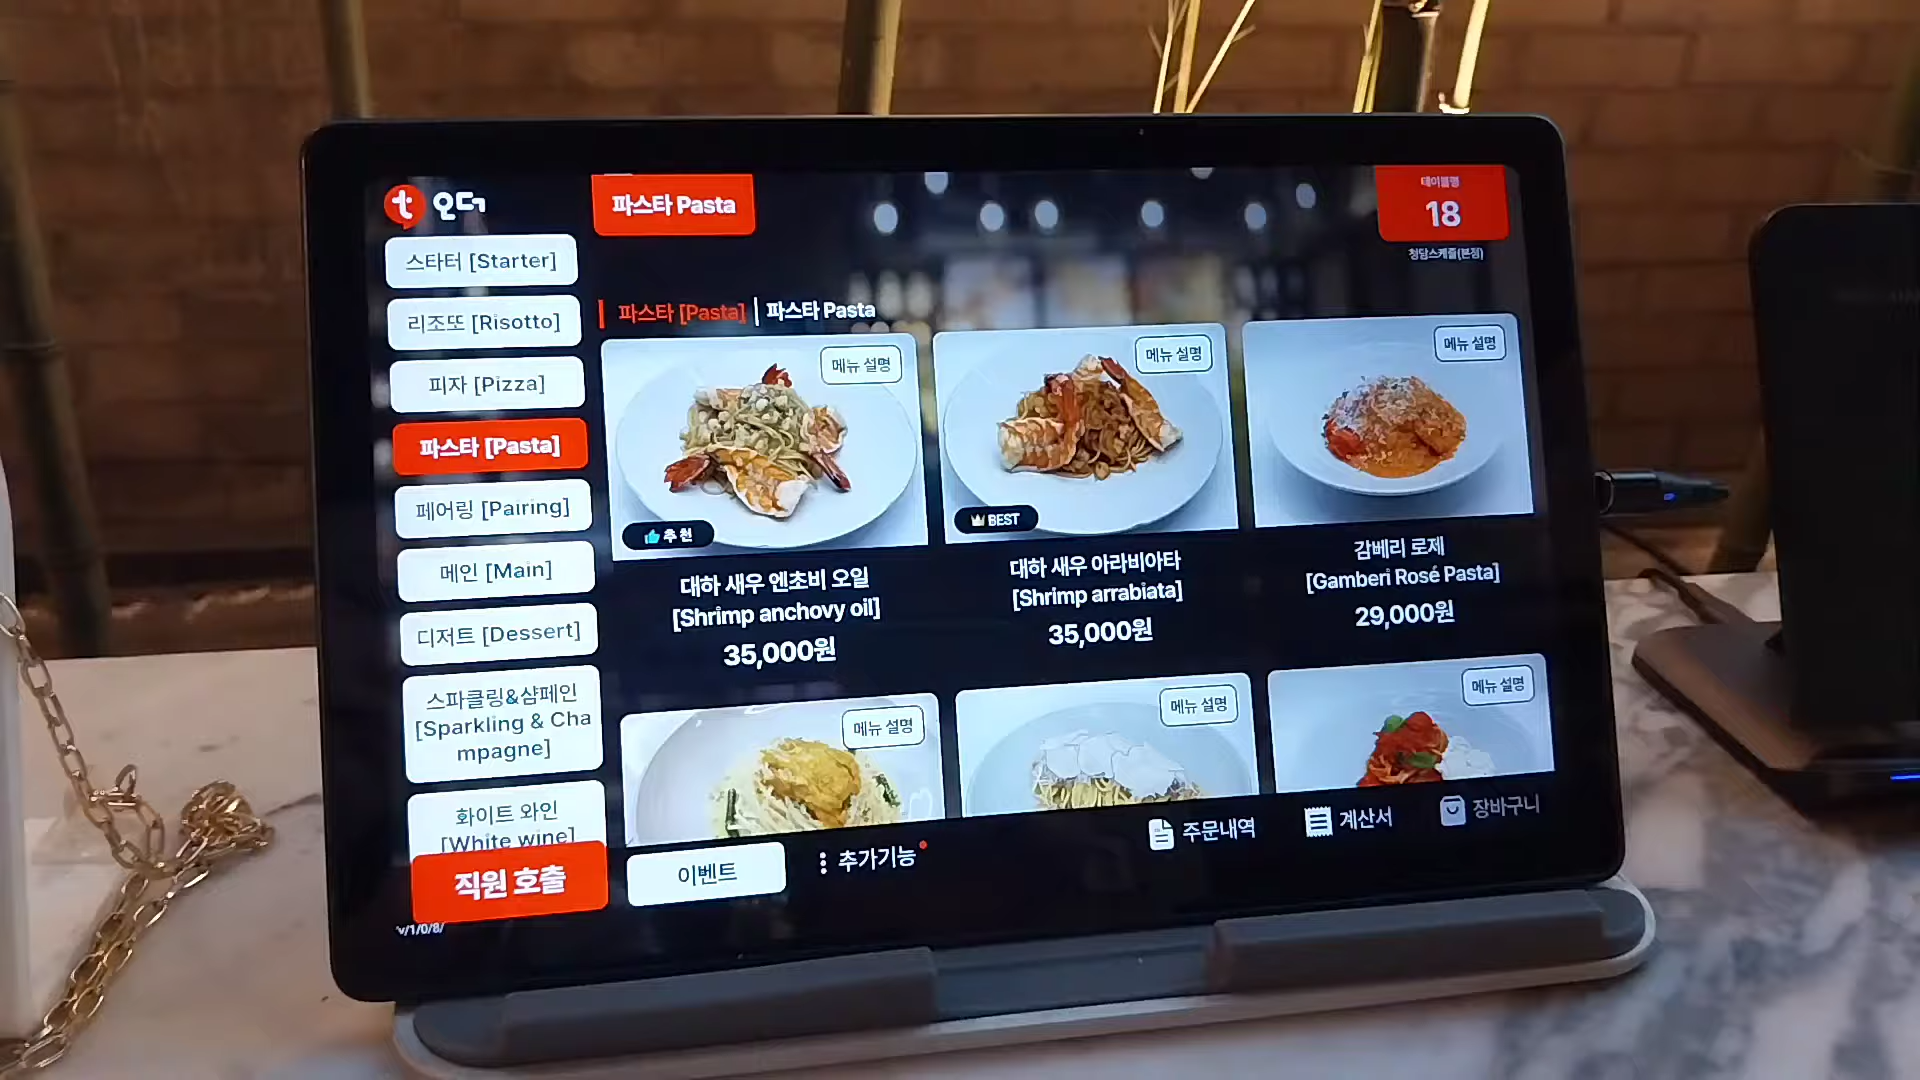 t 오더
파스타 Pasta
테이블명
18
청담스케줄(본점)
스타터 [Starter]
리조또 [Risotto]
피자 [Pizza]
파스타 [Pasta]
페어링 [Pairing]
메인 [Main]
디저트 [Dessert]
스파클링&샴페인
[Sparkling & Cha
mpagne]
화이트 와인
[White wine]
직원 호출
v/1/0/8/
파스타 [Pasta] | 파스타 Pasta
메뉴 설명
추천
대하 새우 엔초비 오일
[Shrimp anchovy oil]
35,000원
메뉴 설명
BEST
대하 새우 아라비아타
[Shrimp arrabiata]
35,000원
메뉴 설명
감베리 로제
[Gamberi Rosé Pasta]
29,000원
메뉴 설명
메뉴 설명
메뉴 설명
이벤트
추가기능
주문내역
계산서
장바구니